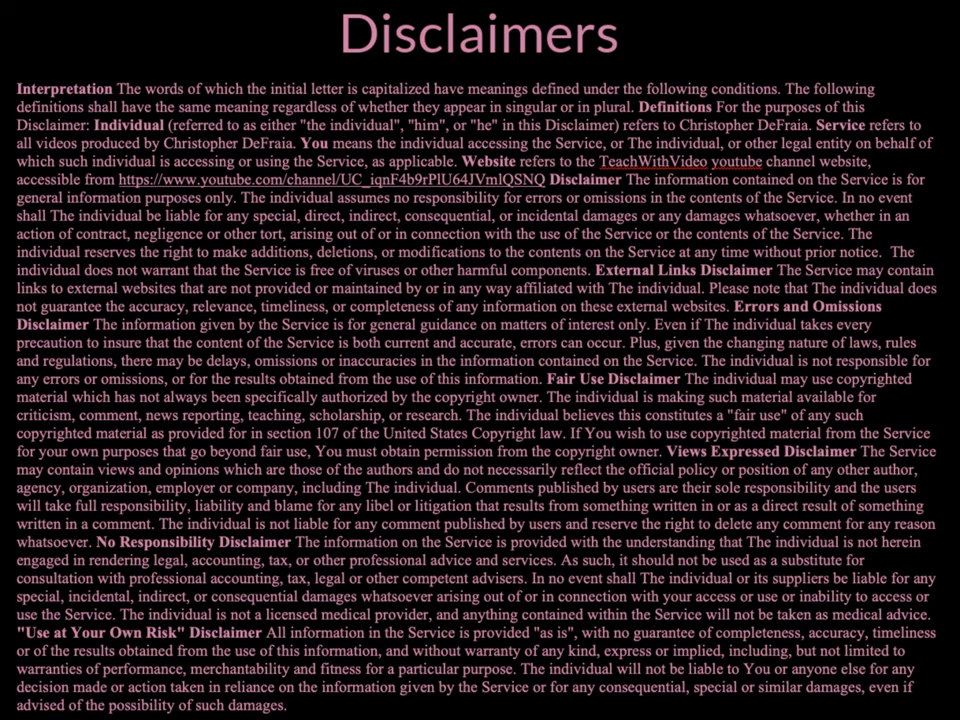 Disclaimers
Interpretation The words of which the initial letter is capitalized have meanings defined under the following conditions. The following
definitions shall have the same meaning regardless of whether they appear in singular or in plural. Definitions For the purposes of this
Disclaimer: Individual (referred to as either "the individual", "him", or "he" in this Disclaimer) refers to Christopher DeFraia. Service refers to
all videos produced by Christopher DeFraia. You means the individual accessing the Service, or The individual, or other legal entity on behalf of
which such individual is accessing or using the Service, as applicable. Website refers to the TeachWithVideo youtube channel website,
accessible from https://www.youtube.com/channel/UC_iqnF4b9rPlU64JVmlQSNQ Disclaimer The information contained on the Service is for
general information purposes only. The individual assumes no responsibility for errors or omissions in the contents of the Service. In no event
shall The individual be liable for any special, direct, indirect, consequential, or incidental damages or any damages whatsoever, whether in an
action of contract, negligence or other tort, arising out of or in connection with the use of the Service or the contents of the Service. The
individual reserves the right to make additions, deletions, or modifications to the contents on the Service at any time without prior notice. The
individual does not warrant that the Service is free of viruses or other harmful components. External Links Disclaimer The Service may contain
links to external websites that are not provided or maintained by or in any way affiliated with The individual. Please note that The individual does
not guarantee the accuracy, relevance, timeliness, or completeness of any information on these external websites. Errors and Omissions
Disclaimer The information given by the Service is for general guidance on matters of interest only. Even if The individual takes every
precaution to insure that the content of the Service is both current and accurate, errors can occur. Plus, given the changing nature of laws, rules
and regulations, there may be delays, omissions or inaccuracies in the information contained on the Service. The individual is not responsible for
any errors or omissions, or for the results obtained from the use of this information. Fair Use Disclaimer The individual may use copyrighted
material which has not always been specifically authorized by the copyright owner. The individual is making such material available for
criticism, comment, news reporting, teaching, scholarship, or research. The individual believes this constitutes a "fair use" of any such
copyrighted material as provided for in section 107 of the United States Copyright law. If You wish to use copyrighted material from the Service
for your own purposes that go beyond fair use, You must obtain permission from the copyright owner. Views Expressed Disclaimer The Service
may contain views and opinions which are those of the authors and do not necessarily reflect the official policy or position of any other author,
agency, organization, employer or company, including The individual. Comments published by users are their sole responsibility and the users
will take full responsibility, liability and blame for any libel or litigation that results from something written in or as a direct result of something
written in a comment. The individual is not liable for any comment published by users and reserve the right to delete any comment for any reason
whatsoever. No Responsibility Disclaimer The information on the Service is provided with the understanding that The individual is not herein
engaged in rendering legal, accounting, tax, or other professional advice and services. As such, it should not be used as a substitute for
consultation with professional accounting, tax, legal or other competent advisers. In no event shall The individual or its suppliers be liable for any
special, incidental, indirect, or consequential damages whatsoever arising out of or in connection with your access or use or inability to access or
use the Service. The individual is not a licensed medical provider, and anything contained within the Service will not be taken as medical advice.
"Use at Your Own Risk" Disclaimer All information in the Service is provided "as is", with no guarantee of completeness, accuracy, timeliness
or of the results obtained from the use of this information, and without warranty of any kind, express or implied, including, but not limited to
warranties of performance, merchantability and fitness for a particular purpose. The individual will not be liable to You or anyone else for any
decision made or action taken in reliance on the information given by the Service or for any consequential, special or similar damages, even if
advised of the possibility of such damages.